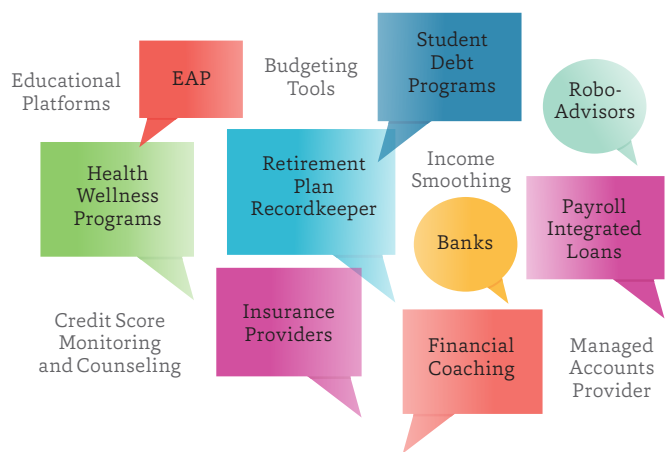 Educational
Platforms
EAP
Budgeting
Tools
Student
Debt
Programs
Robo-
Advisors
Health
Wellness
Programs
Retirement
Plan
Recordkeeper
Income
Smoothing
Banks
Payroll
Integrated
Loans
Credit Score
Monitoring
and Counseling
Insurance
Providers
Financial
Coaching
Managed
Accounts
Provider